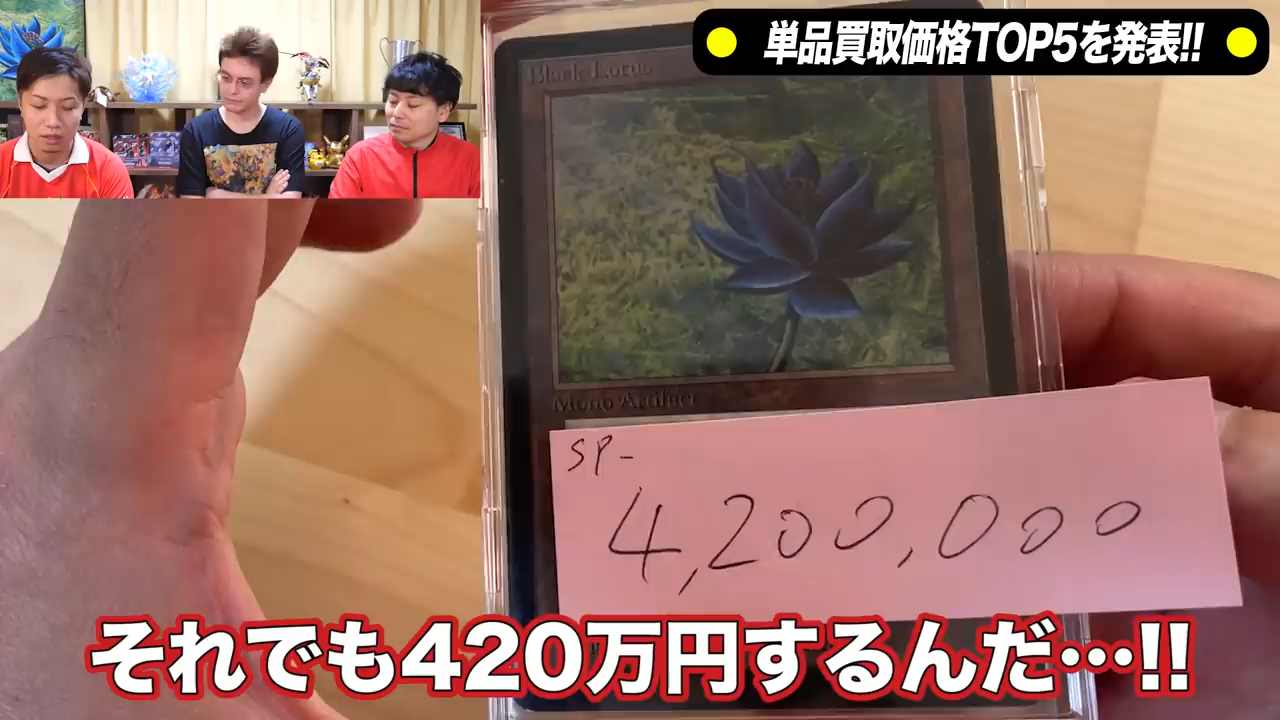 単品買取価格TOP5を発表!!
Black Lotus
Mono Artifact
SP-
4,200,000
それでも420万円するんだ…!!